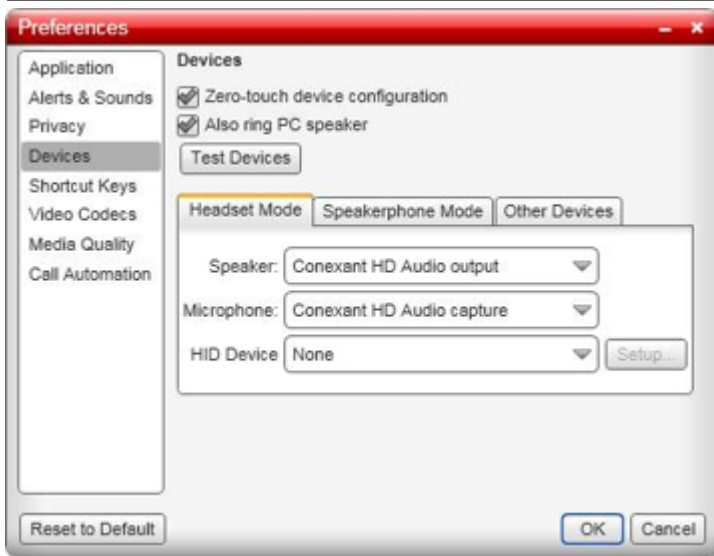 Preferences
Application
Alerts & Sounds
Privacy
Devices
Shortcut Keys
Video Codecs
Media Quality
Call Automation
Devices
Zero-touch device configuration
Also ring PC speaker
Test Devices
Headset Mode Speakerphone Mode Other Devices
Speaker: Conexant HD Audio output
Microphone: Conexant HD Audio capture
HID Device None Setup...
Reset to Default OK Cancel